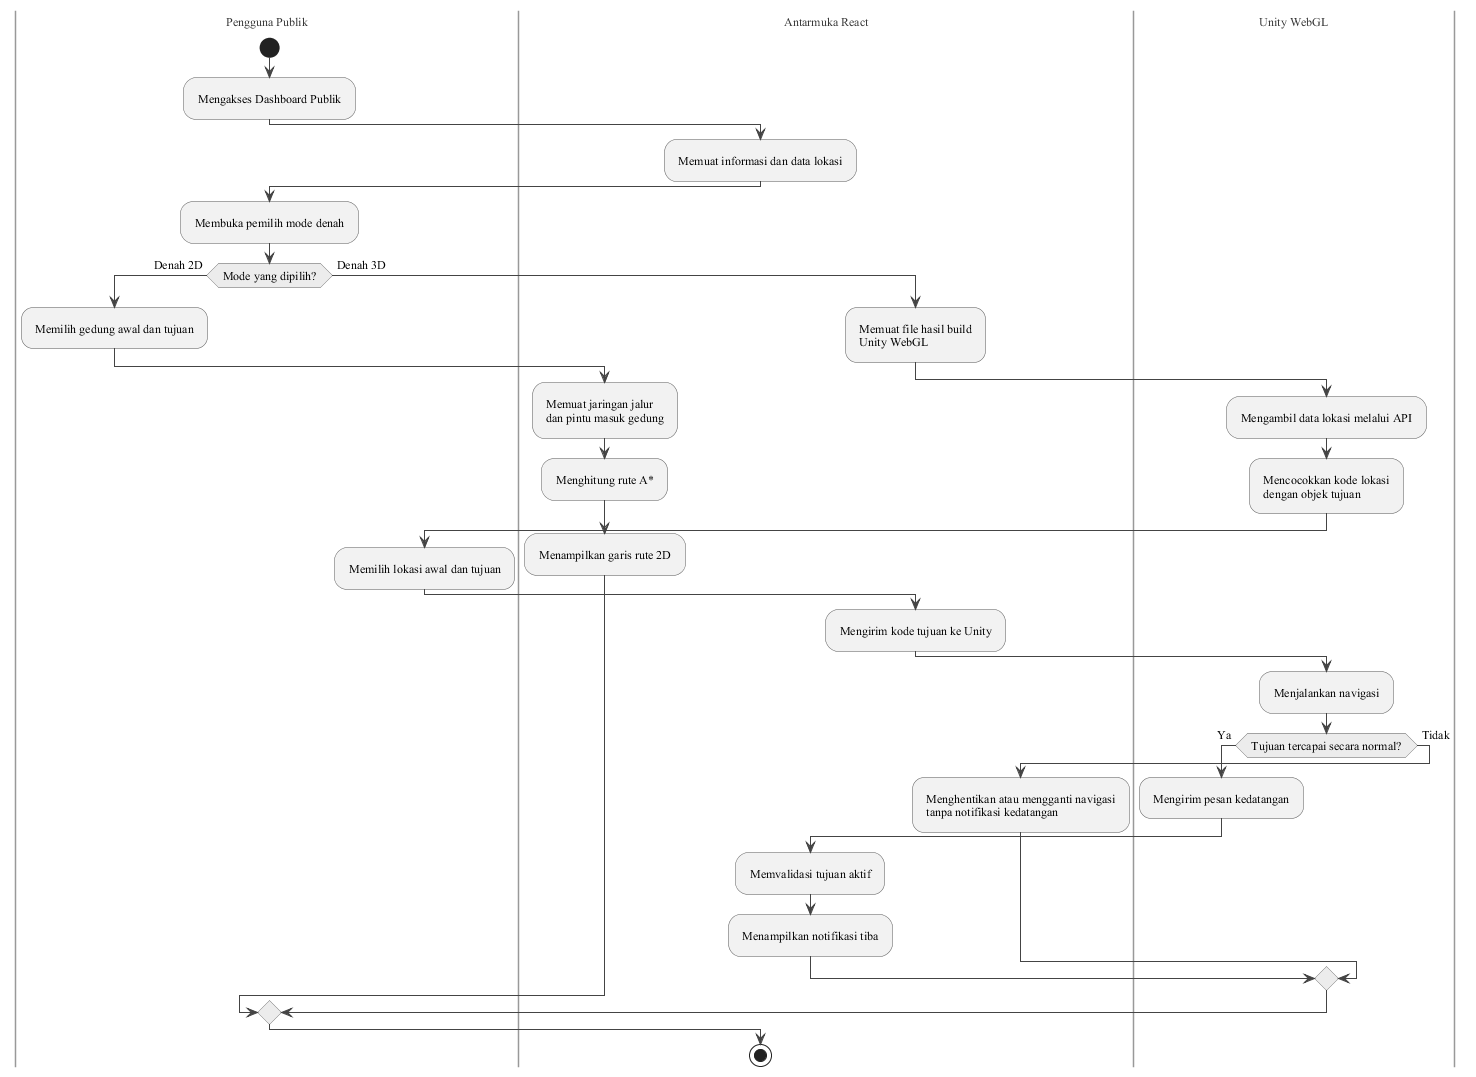 Pengguna Publik
Antarmuka React
Unity WebGL
Mengakses Dashboard Publik
Memuat informasi dan data lokasi
Membuka pemilih mode denah
Denah 2D
Mode yang dipilih?
Denah 3D
Memilih gedung awal dan tujuan
Memuat file hasil build
Unity WebGL
Memuat jaringan jalur
dan pintu masuk gedung
Mengambil data lokasi melalui API
Menghitung rute A*
Mencocokkan kode lokasi
dengan objek tujuan
Memilih lokasi awal dan tujuan
Menampilkan garis rute 2D
Mengirim kode tujuan ke Unity
Menjalankan navigasi
Ya
Tujuan tercapai secara normal?
Tidak
Menghentikan atau mengganti navigasi
tanpa notifikasi kedatangan
Mengirim pesan kedatangan
Memvalidasi tujuan aktif
Menampilkan notifikasi tiba